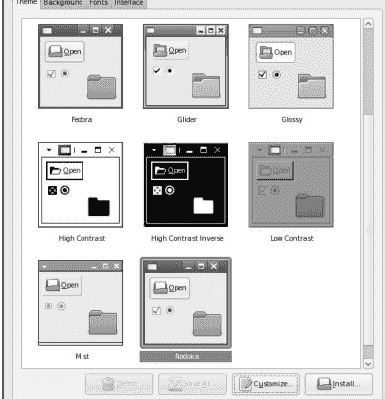 Theme Background Fonts Interface
Open Open Open
Fedora Glider Glossy
Open Open Open
High Contrast High Contrast Inverse Low Contrast
Open Open
Mist Nodoka
Delete Save As... Customize... Install...